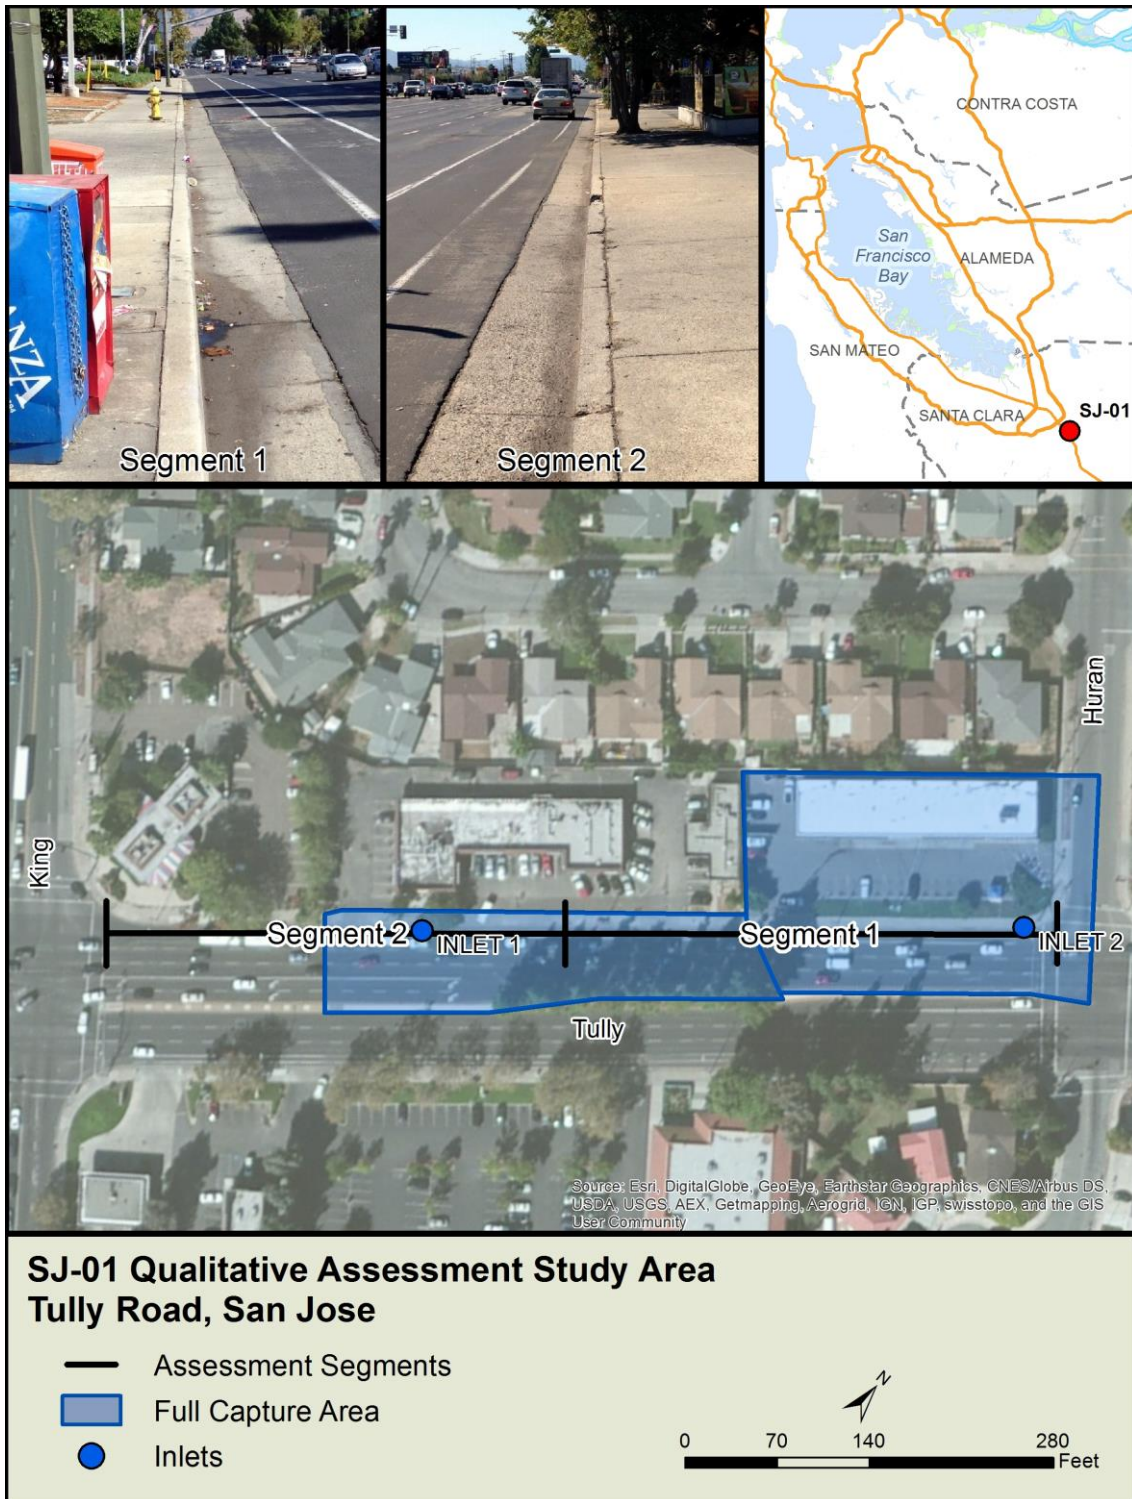 ANZA
Segment 1
Segment 2
CONTRA COSTA
San
Francisco
Bay
ALAMEDA
SAN MATEO
SANTA CLARA
SJ-01
Huran
King
Segment 2
INLET 1
Segment 1
INLET 2
Tully
Source: Esri, DigitalGlobe, GeoEye, Earthstar Geographics, CNES/Airbus DS,
USDA, USGS, AEX, Getmapping, Aerogrid, IGN, IGP, swisstopo, and the GIS
User Community
SJ-01 Qualitative Assessment Study Area
Tully Road, San Jose
Assessment Segments
Full Capture Area
Inlets
N
0 70 140 280
Feet